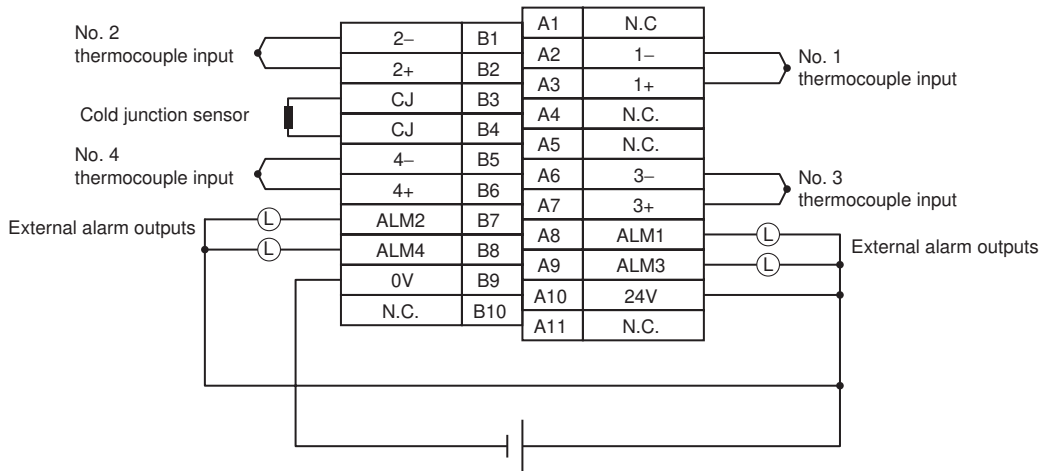 No. 2
thermocouple input
Cold junction sensor
No. 4
thermocouple input
External alarm outputs
L
L
2– B1
2+ B2
CJ B3
CJ B4
4– B5
4+ B6
ALM2 B7
ALM4 B8
0V B9
N.C. B10
A1 N.C
A2 1–
A3 1+
A4 N.C.
A5 N.C.
A6 3–
A7 3+
A8 ALM1
A9 ALM3
A10 24V
A11 N.C.
No. 1
thermocouple input
No. 3
thermocouple input
L
L
External alarm outputs